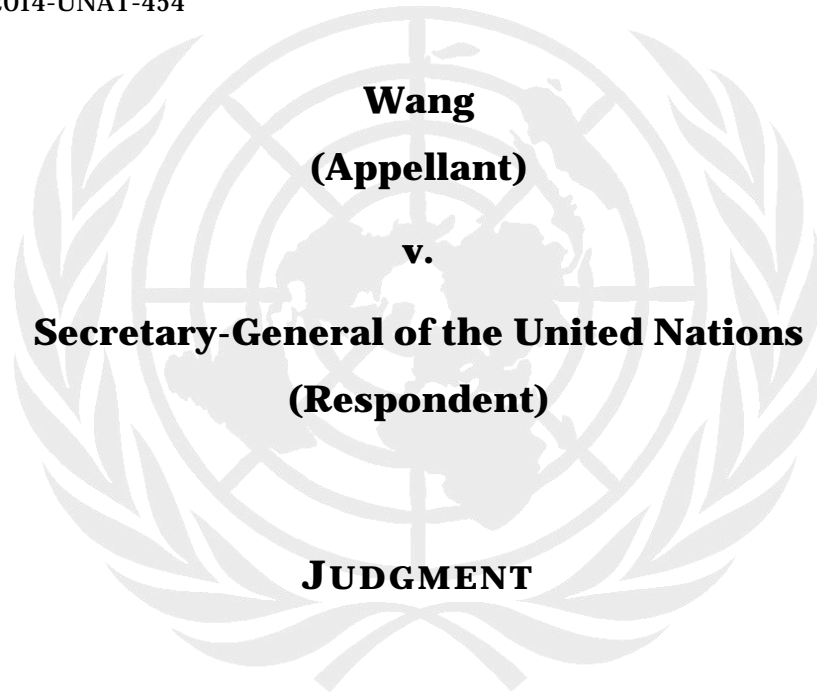 2014-UNAT-454
Wang
(Appellant)
v.
Secretary-General of the United Nations
(Respondent)
JUDGMENT